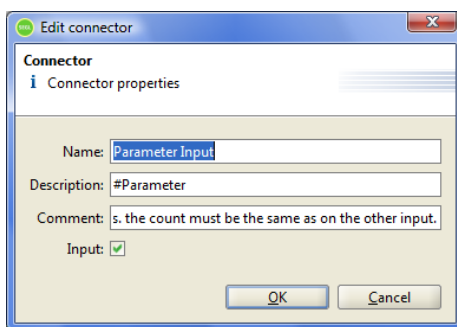 Edit connector
X
Connector
i Connector properties
Name: Parameter Input
Description: #Parameter
Comment: s. the count must be the same as on the other input.
Input:
OK Cancel